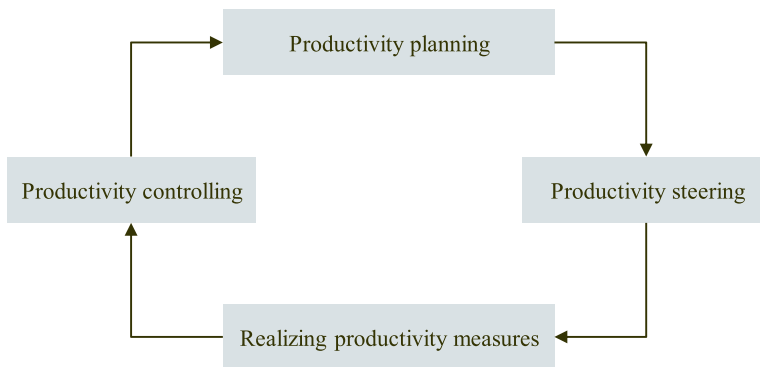 Productivity planning
Productivity controlling
Productivity steering
Realizing productivity measures